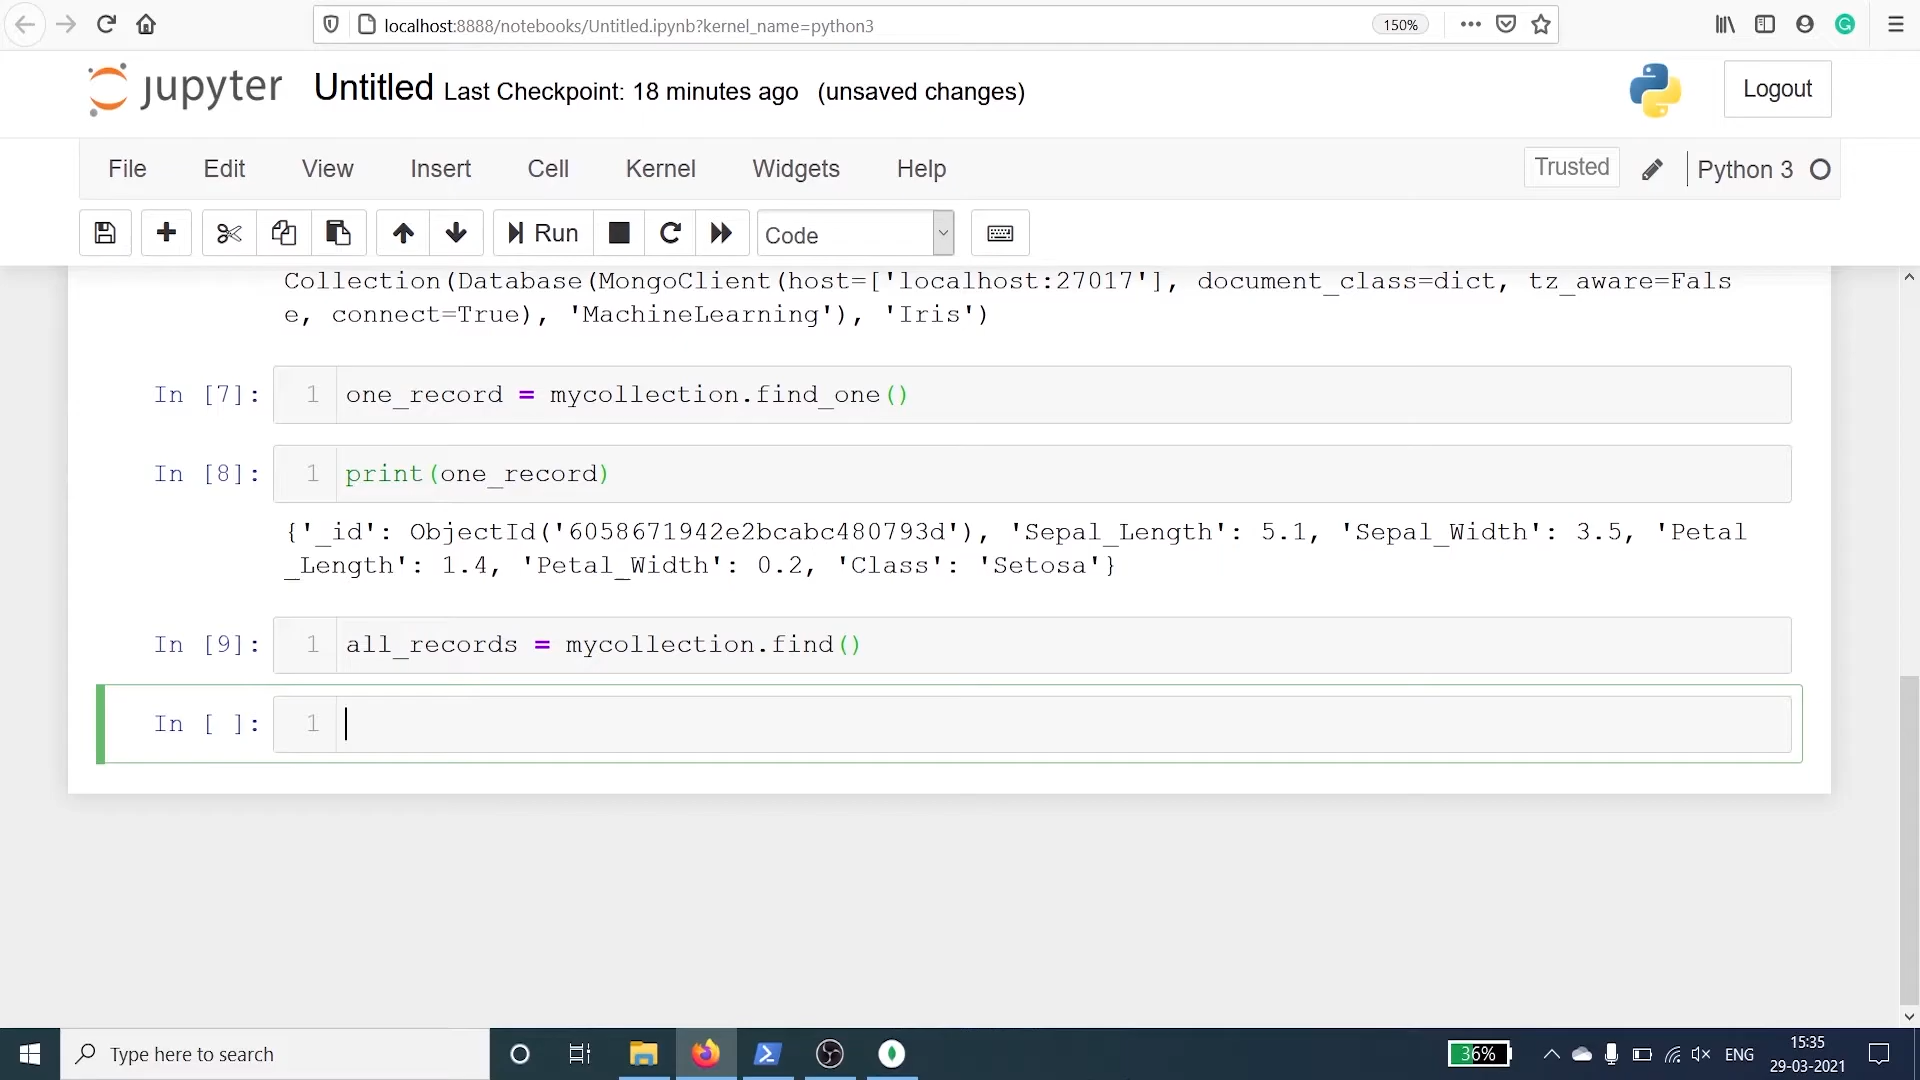 localhost:8888/notebooks/Untitled.ipynb?kernel_name=python3
150%
jupyter Untitled Last Checkpoint: 18 minutes ago (unsaved changes)
Logout
File Edit View Insert Cell Kernel Widgets Help
Trusted
Python 3
Run
Code
Collection(Database(MongoClient(host=['localhost:27017'], document_class=dict, tz_aware=Fals
e, connect=True), 'MachineLearning'), 'Iris')
In [7]: 1 one_record = mycollection.find_one()
In [8]: 1 print(one_record)
{'_id': ObjectId('6058671942e2bcabc480793d'), 'Sepal_Length': 5.1, 'Sepal_Width': 3.5, 'Petal
_Length': 1.4, 'Petal_Width': 0.2, 'Class': 'Setosa'}
In [9]: 1 all_records = mycollection.find()
In [ ]: 1
Type here to search
36%
ENG
15:35
29-03-2021